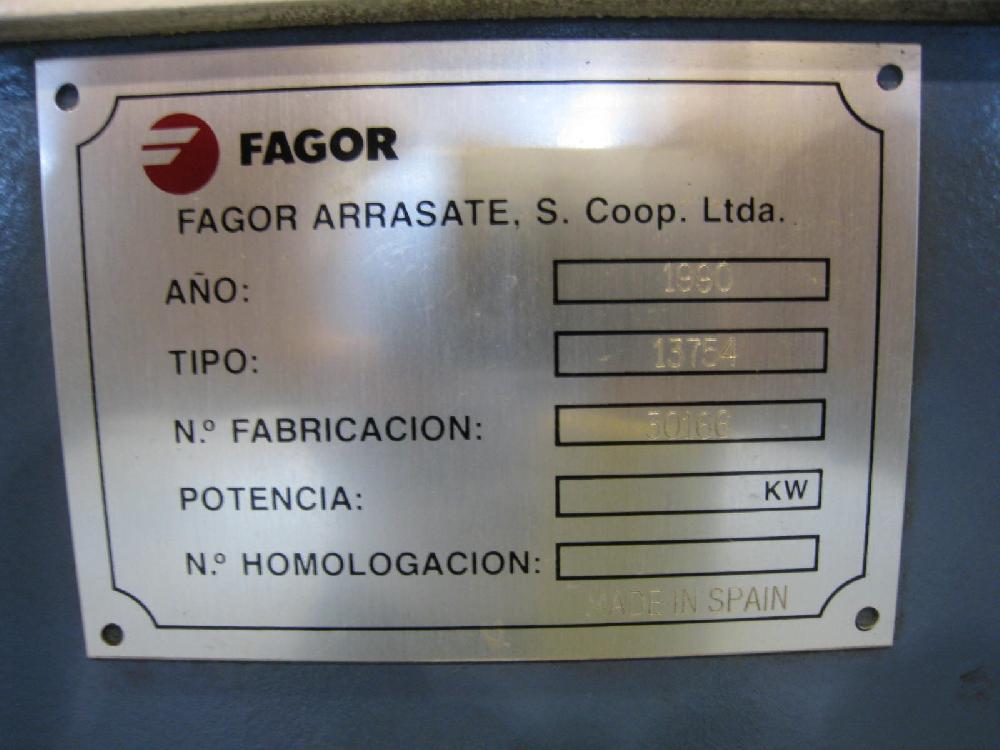 FAGOR
FAGOR ARRASATE, S. Coop. Ltda.
AÑO: 1990
TIPO: 13754
N.º FABRICACION: 30166
POTENCIA: KW
N.º HOMOLOGACION:
MADE IN SPAIN